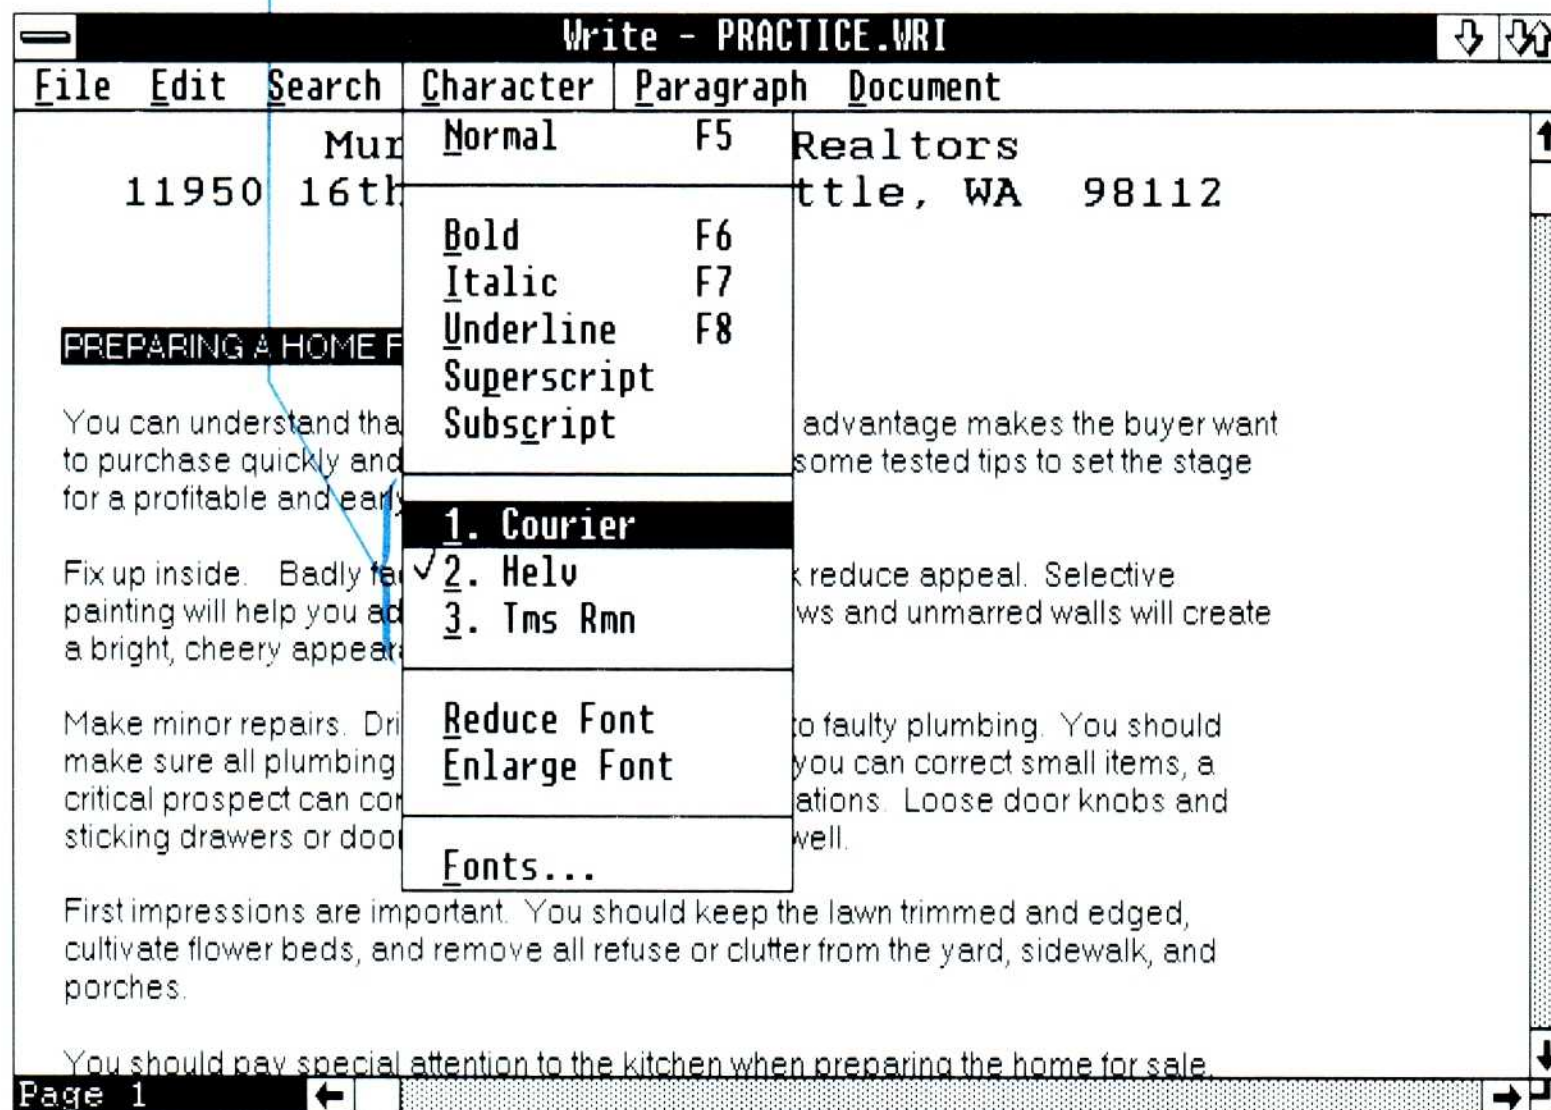 Write - PRACTICE.WRI
File Edit Search Character Paragraph Document
Mur Realtors
11950 16th ttle, WA 98112
Normal F5
Bold F6
Italic F7
Underline F8
Superscript
Subscript
1. Courier
✓2. Helv
3. Tms Rmn
Reduce Font
Enlarge Font
Fonts...
PREPARING A HOME F
You can understand tha advantage makes the buyer want
to purchase quickly and some tested tips to set the stage
for a profitable and early
Fix up inside. Badly fa reduce appeal. Selective
painting will help you ad ws and unmarred walls will create
a bright, cheery appear
Make minor repairs. Dri to faulty plumbing. You should
make sure all plumbing you can correct small items, a
critical prospect can cor ations. Loose door knobs and
sticking drawers or door well.
First impressions are important. You should keep the lawn trimmed and edged,
cultivate flower beds, and remove all refuse or clutter from the yard, sidewalk, and
porches.
You should pay special attention to the kitchen when preparing the home for sale.
Page 1